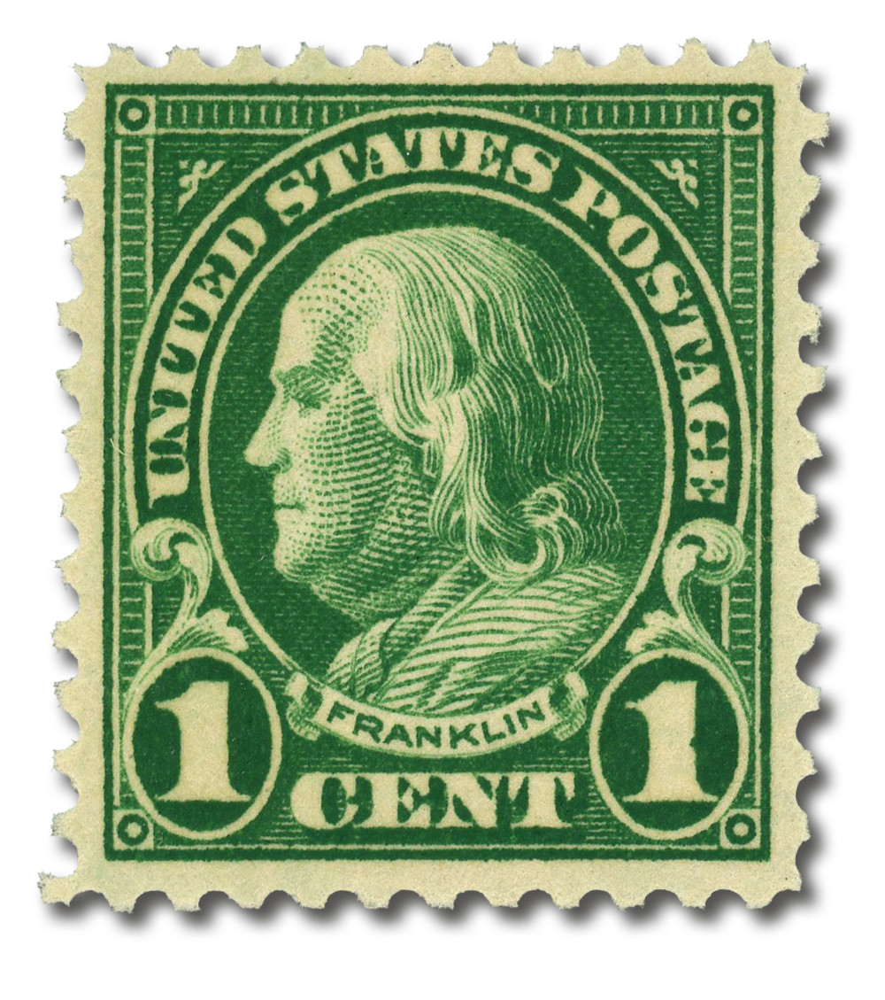 UNITED STATES POSTAGE
FRANKLIN
1 CENT 1